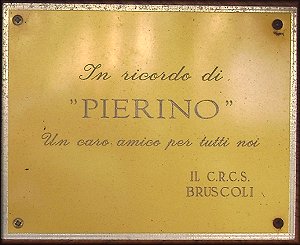 In ricordo di
"PIERINO"
Un caro amico per tutti noi
IL C.R.C.S.
BRUSCOLI